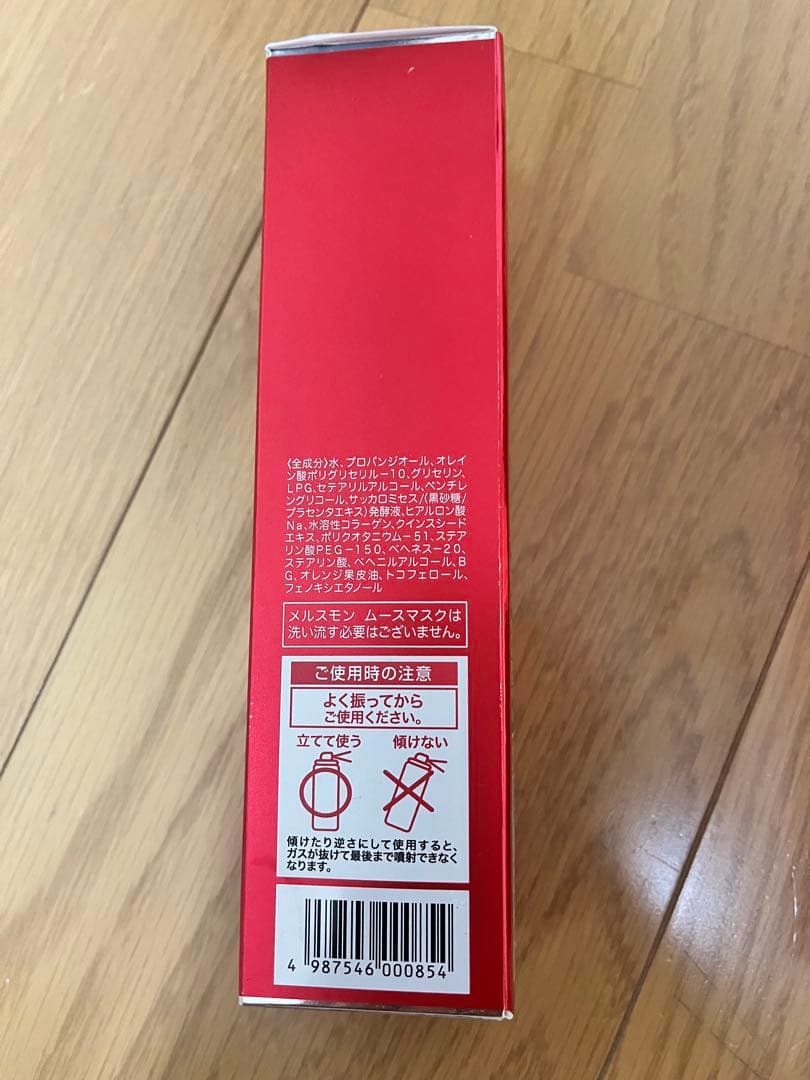 〈全成分〉水、プロパンジオール、オレイ
ン酸ポリグリセリル－10、グリセリン、
LPG、セテアリルアルコール、ペンチレ
ングリコール、サッカロミセス/(黒砂糖/
プラセンタエキス)発酵液、ヒアルロン酸
Na、水溶性コラーゲン、クインスシード
エキス、ポリクオタニウム－51、ステア
リン酸PEG－150、ベヘネス－20、
ステアリン酸、ベヘニルアルコール、B
G、オレンジ果皮油、トコフェロール、
フェノキシエタノール
メルスモン ムースマスクは
洗い流す必要はございません。
ご使用時の注意
よく振ってから
ご使用ください。
立てて使う 傾けない
傾けたり逆さにして使用すると、
ガスが抜けて最後まで噴射できなく
なります。
4 987546 000854